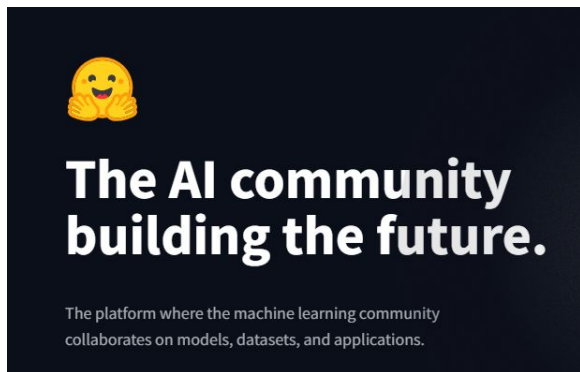 The AI community
building the future.
The platform where the machine learning community
collaborates on models, datasets, and applications.